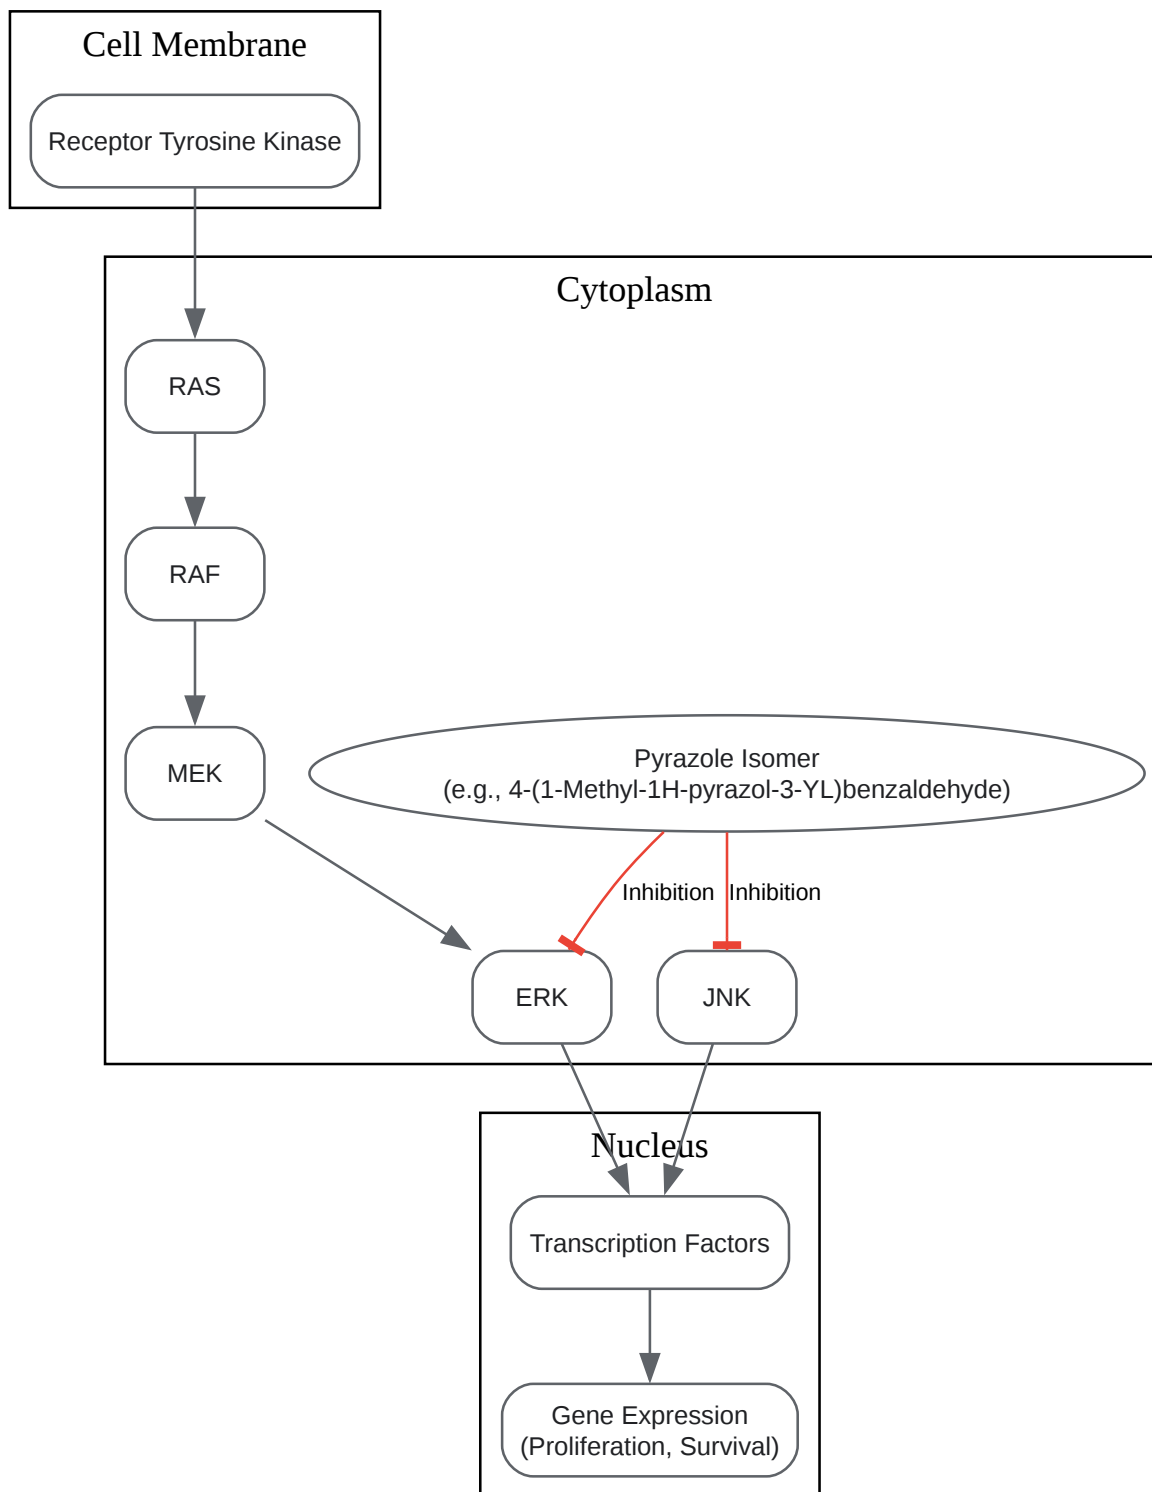 Cell Membrane
Receptor Tyrosine Kinase
Cytoplasm
RAS
RAF
MEK
Pyrazole Isomer
(e.g., 4-(1-Methyl-1H-pyrazol-3-YL)benzaldehyde)
Inhibition
Inhibition
ERK
JNK
Nucleus
Transcription Factors
Gene Expression
(Proliferation, Survival)